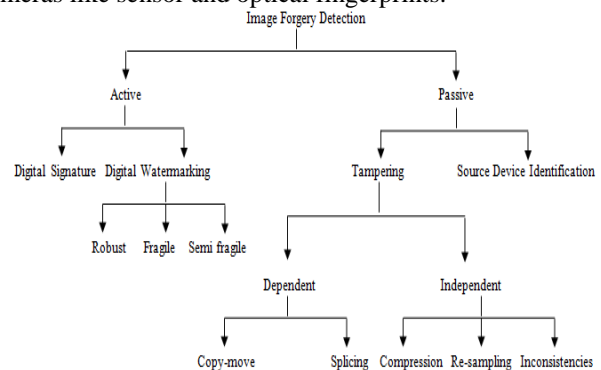 like sensor and optical fingerprints.
Image Forgery Detection
Active Passive
Digital Signature Digital Watermarking Tampering Source Device Identification
Robust Fragile Semi fragile
Dependent Independent
Copy-move Splicing Compression Re-sampling Inconsistencies